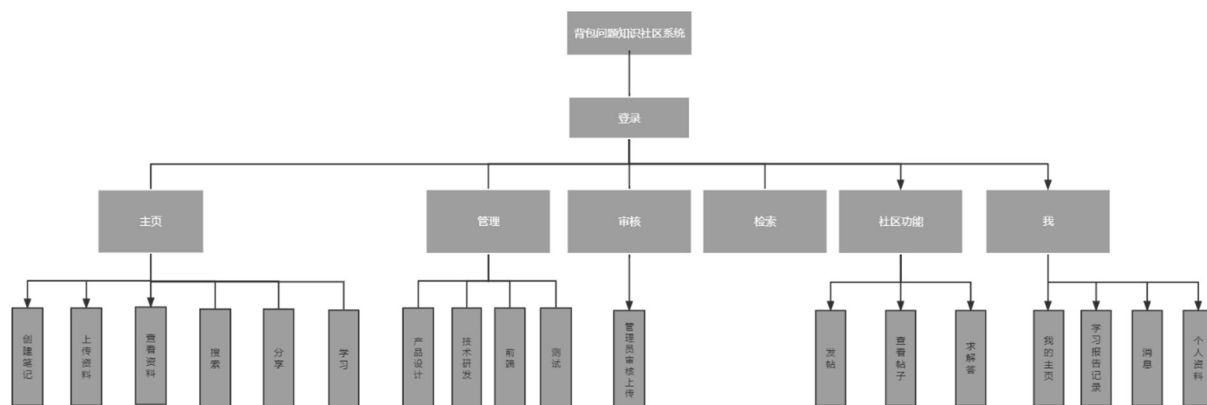 背包问题知识社区系统
登录
主页
管理
审核
检索
社区功能
我
创建笔记
上传资料
查看资料
搜索
分享
学习
产品设计
技术研发
前端
测试
管理员审核上传
发帖
查看帖子
求解答
我的主页
学习报告记录
消息
个人资料